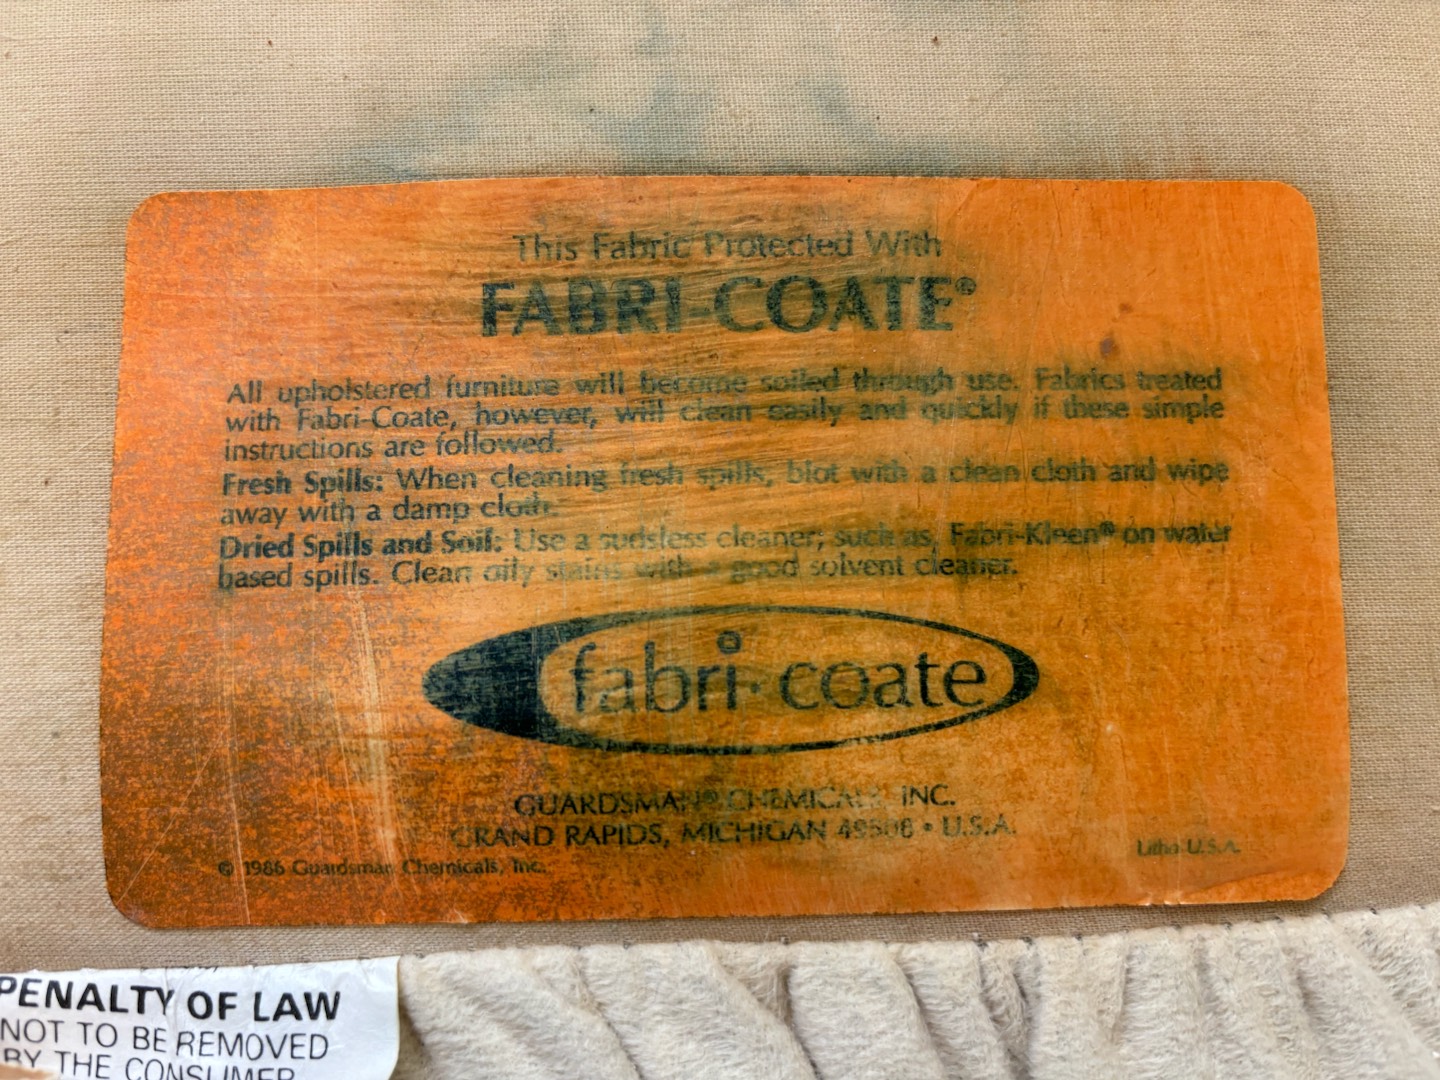 This Fabric Protected With
FABRI-COATE®
All upholstered furniture will become soiled through use. Fabrics treated
with Fabri-Coate, however, will clean easily and quickly if these simple
instructions are followed.
Fresh Spills: When cleaning fresh spills, blot with a clean cloth and wipe
away with a damp cloth.
Dried Spills and Soil: Use a sudsless cleaner; such as, Fabri-Kleen® on water
based spills. Clean oily stains with a good solvent cleaner.
fabri·coate
GUARDSMAN® CHEMICALS, INC.
GRAND RAPIDS, MICHIGAN 49508 • U.S.A.
© 1986 Guardsman Chemicals, Inc.
Litho U.S.A.
PENALTY OF LAW
NOT TO BE REMOVED
BY THE CONSUMER